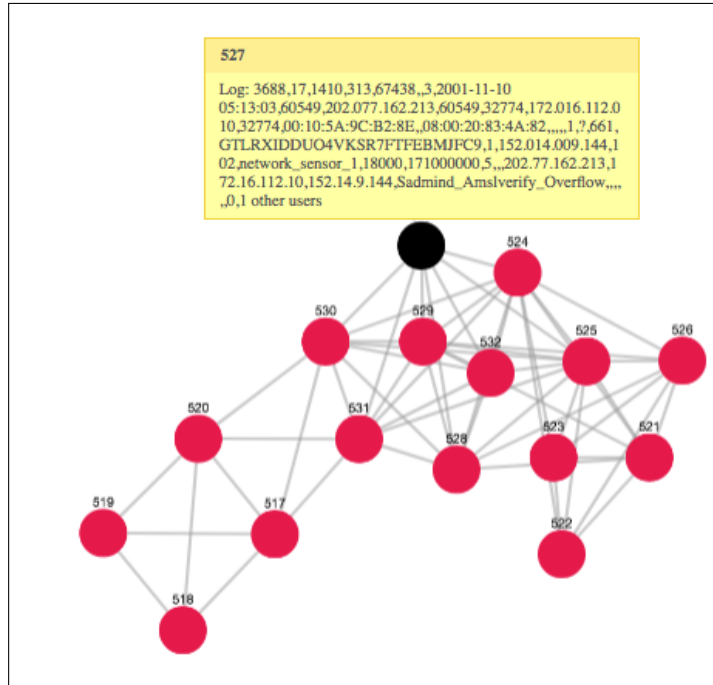 527
Log: 3688,17,1410,313,67438,,3,2001-11-10
05:13:03,60549,202.077.162.213,60549,32774,172.016.112.0
10,32774,00:10:5A:9C:B2:8E,,08:00:20:83:4A:82,,,,,1,?,661,
GTLRXIDDUO4VKSR7FTFEBMJFC9,1,152.014.009.144,1
02,network_sensor_1,18000,171000000,5,,,202.77.162.213,1
72.16.112.10,152.14.9.144,Sadmind_Amslverify_Overflow,,,,
,,0,1 other users
524
530
529
532
525
526
520
531
528
523
521
519
517
522
518